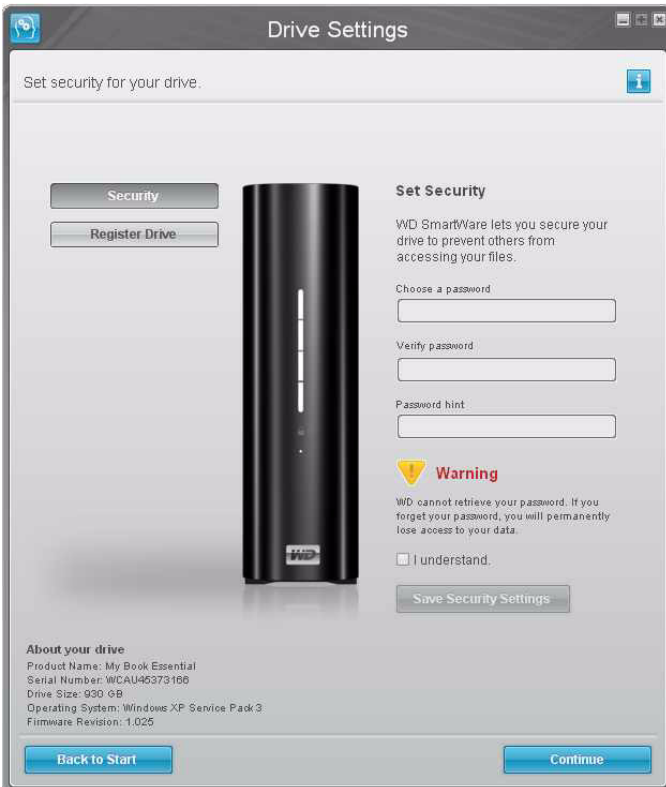 Drive Settings
Set security for your drive.
i
Security
Register Drive
Set Security
WD SmartWare lets you secure your
drive to prevent others from
accessing your files.
Choose a password
Verify password
Password hint
Warning
WD cannot retrieve your password. If you
forget your password, you will permanently
lose access to your data.
I understand.
Save Security Settings
WD
About your drive
Product Name: My Book Essential
Serial Number: WCAU45373166
Drive Size: 930 GB
Operating System: Windows XP Service Pack 3
Firmware Revision: 1.025
Back to Start
Continue